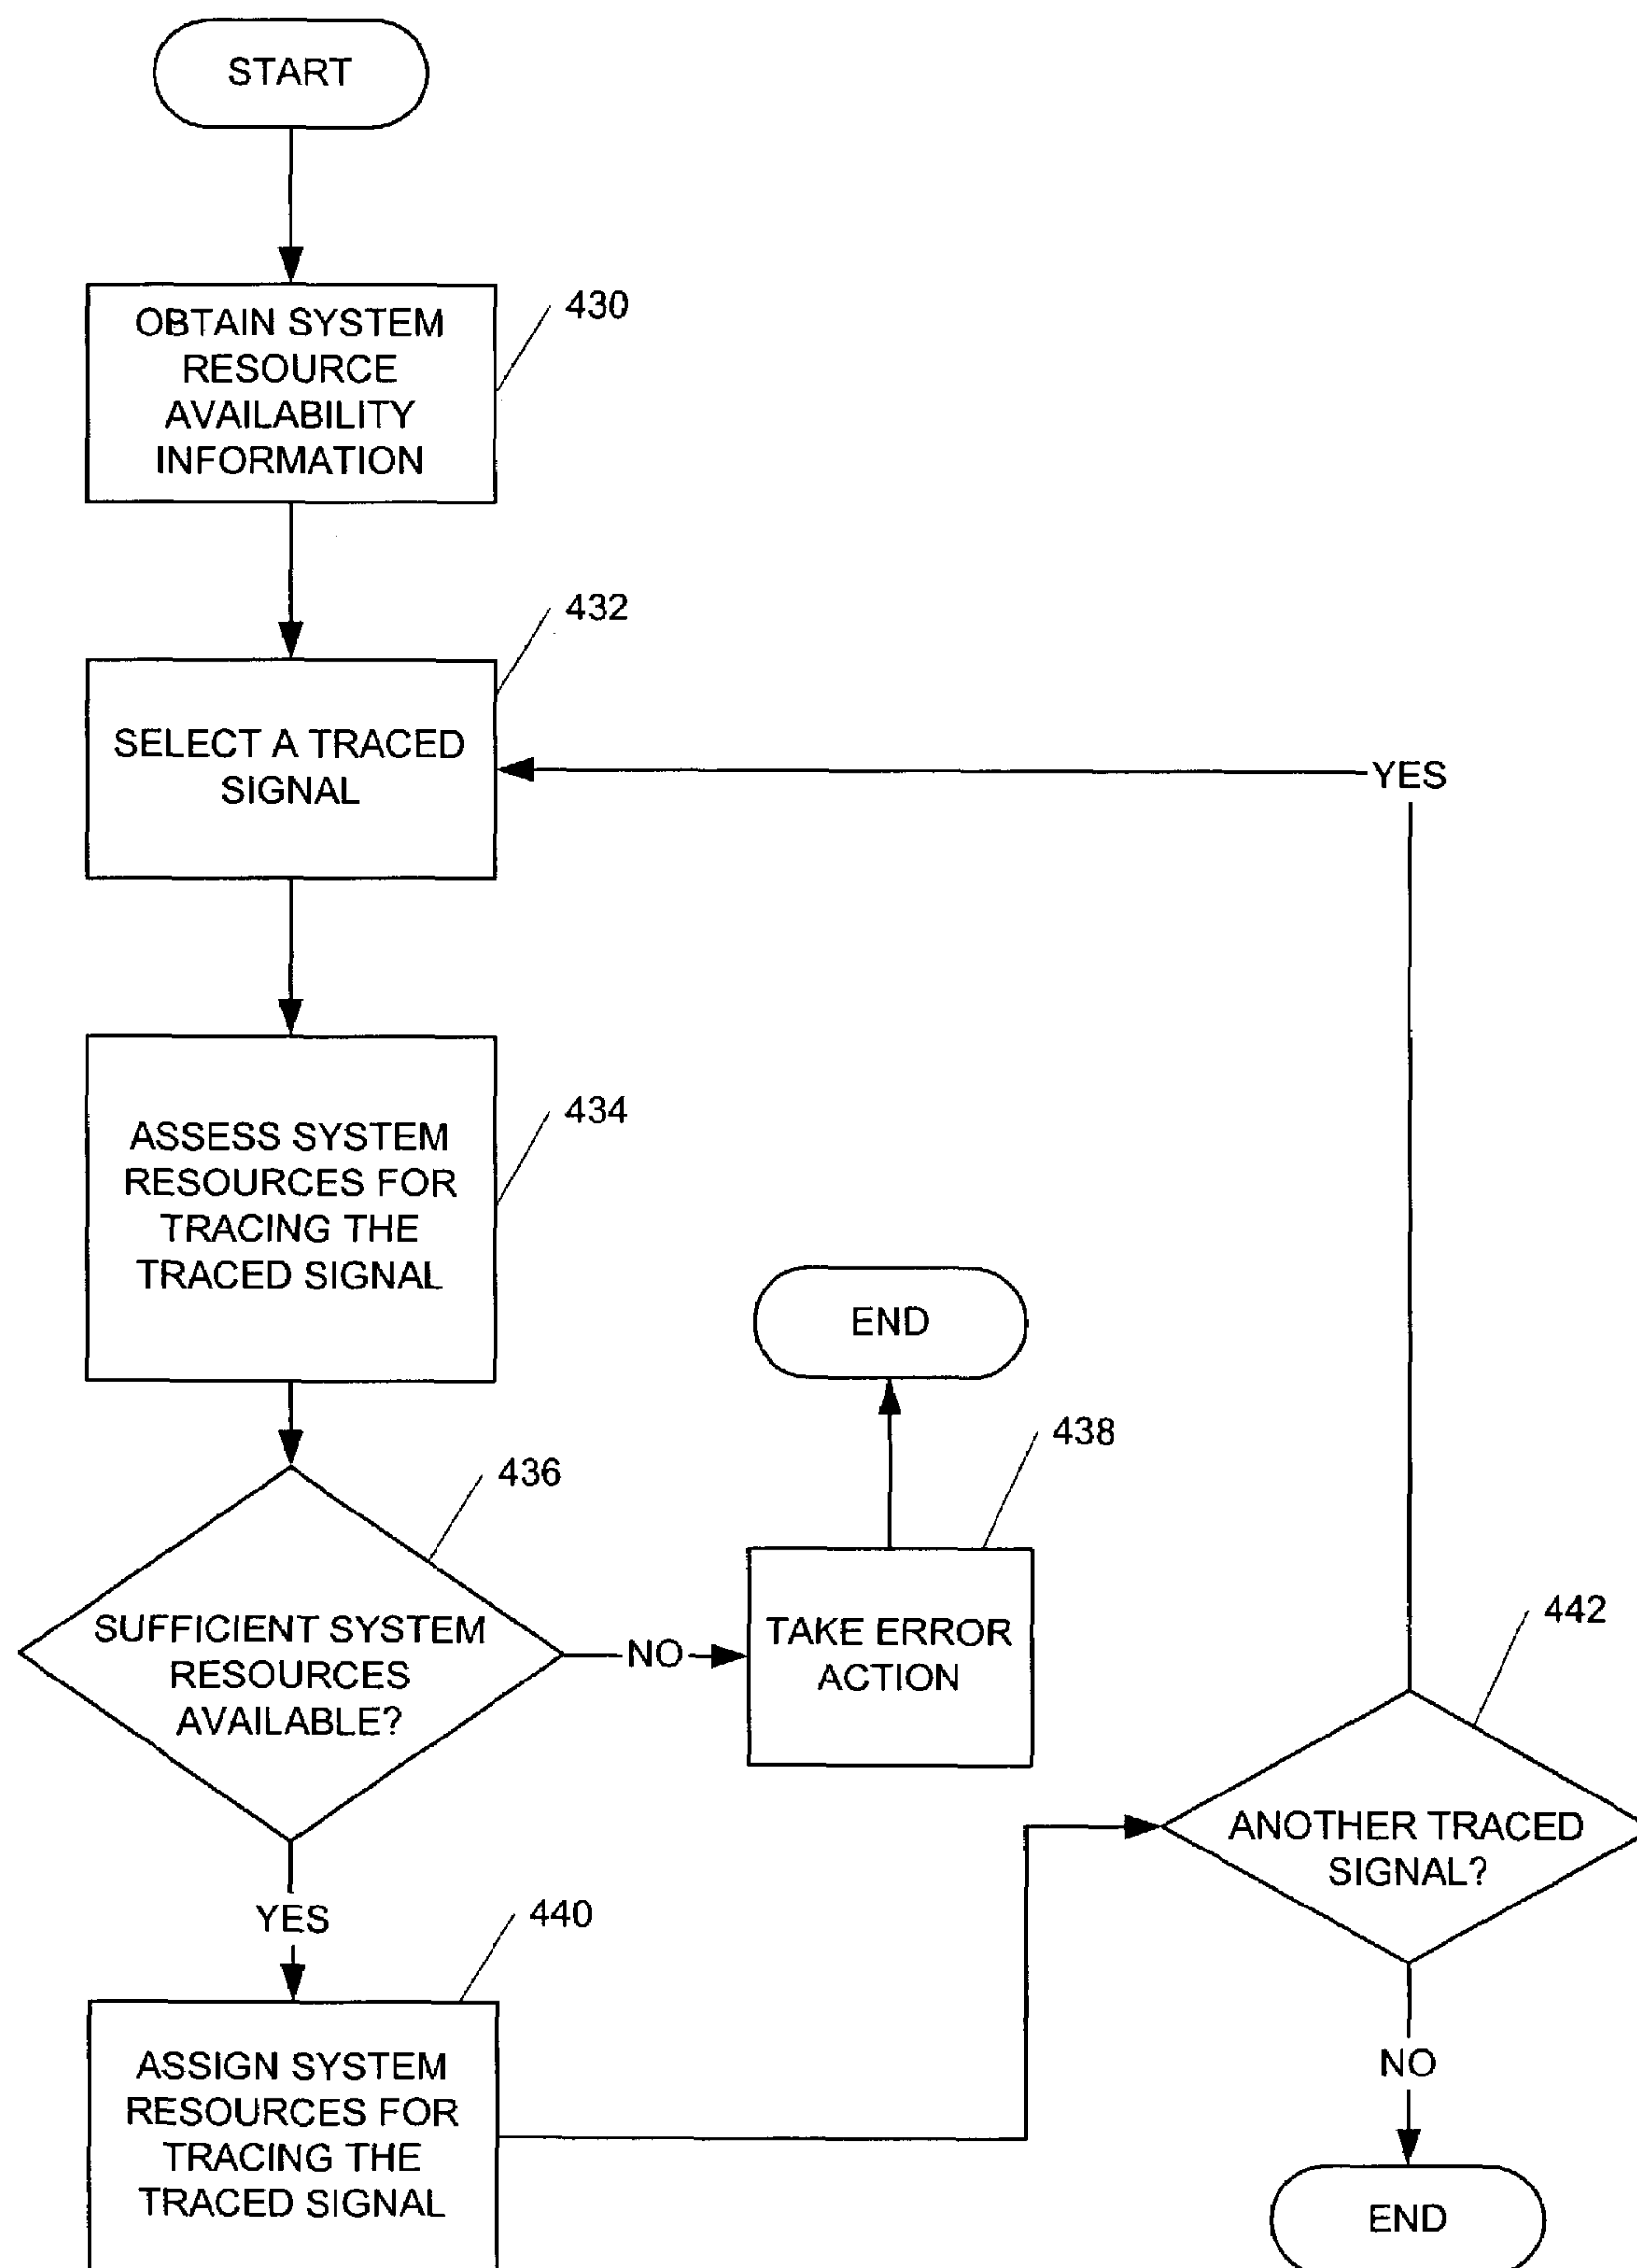 START
430
OBTAIN SYSTEM
RESOURCE
AVAILABILITY
INFORMATION
432
SELECT A TRACED
SIGNAL
YES
434
ASSESS SYSTEM
RESOURCES FOR
TRACING THE
TRACED SIGNAL
END
438
436
SUFFICIENT SYSTEM
RESOURCES
AVAILABLE?
NO
TAKE ERROR
ACTION
442
ANOTHER TRACED
SIGNAL?
YES
440
ASSIGN SYSTEM
RESOURCES FOR
TRACING THE
TRACED SIGNAL
NO
END